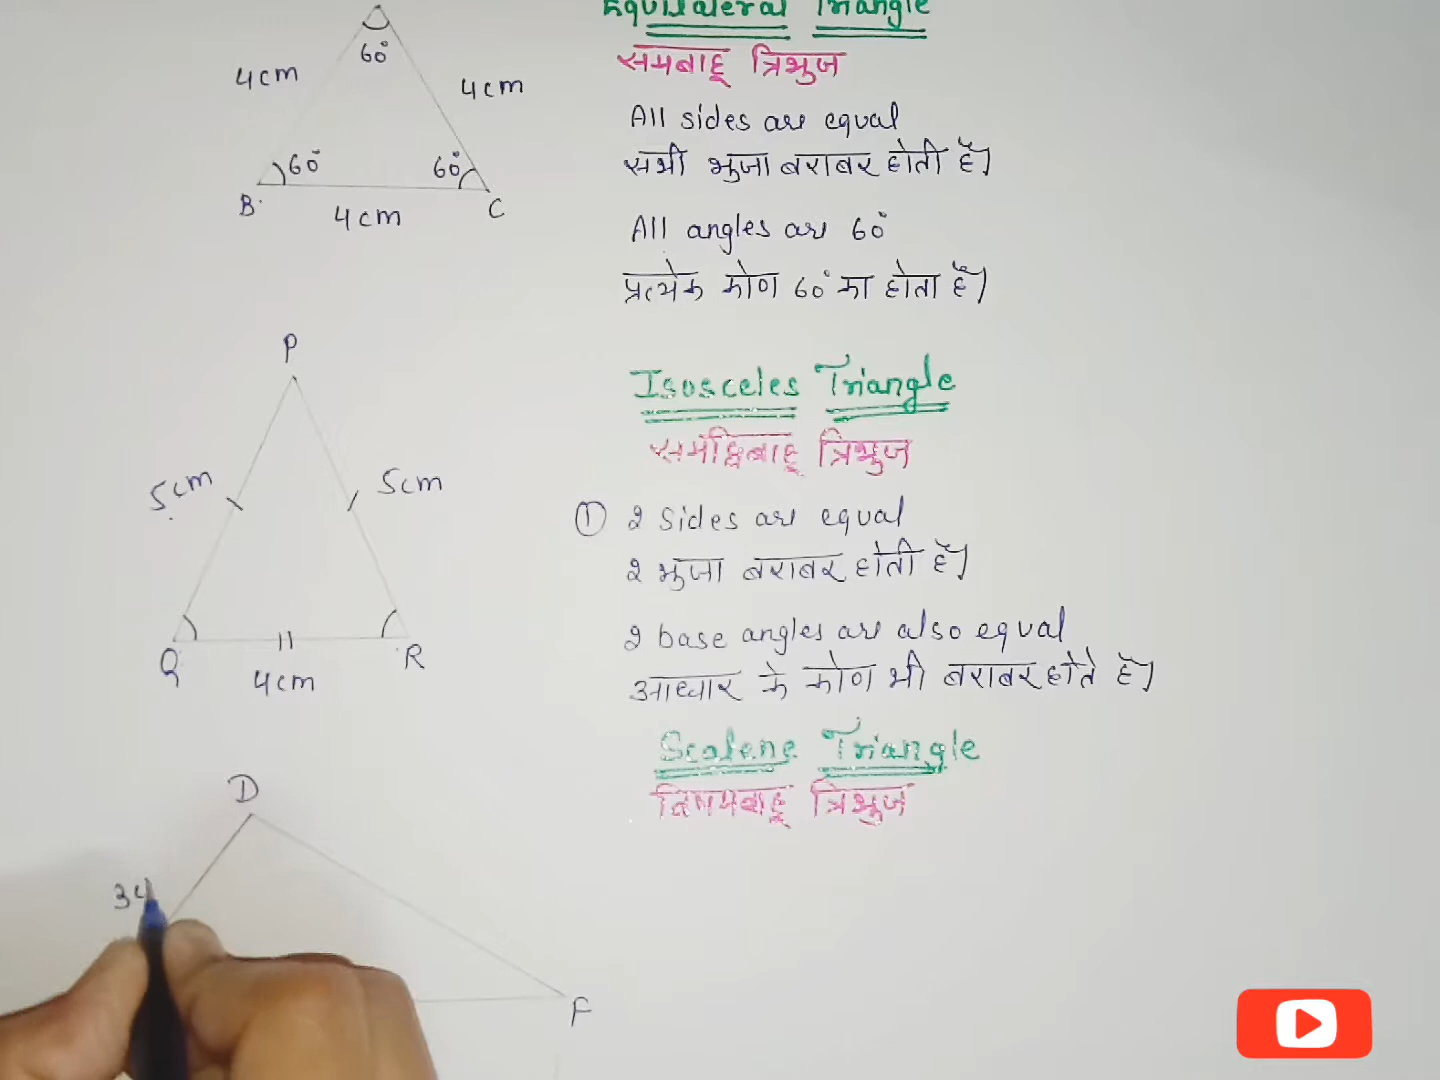 Equilateral Triangle
समबाहू त्रिभुज
60°
4cm
4cm
All sides are equal
सभी भुजा बराबर होती है।
60°
60°
B
4cm
C
All angles are 60°
प्रत्येक कोण 60° का होता है।
P
Isosceles Triangle
समद्विबाहू त्रिभुज
5cm
5cm
① 2 sides are equal
2 भुजा बराबर होती है।
2 base angles are also equal
आधार के कोण भी बराबर होते है।
Q
R
4cm
Scalene Triangle
विषमबाहू त्रिभुज
D
34
F